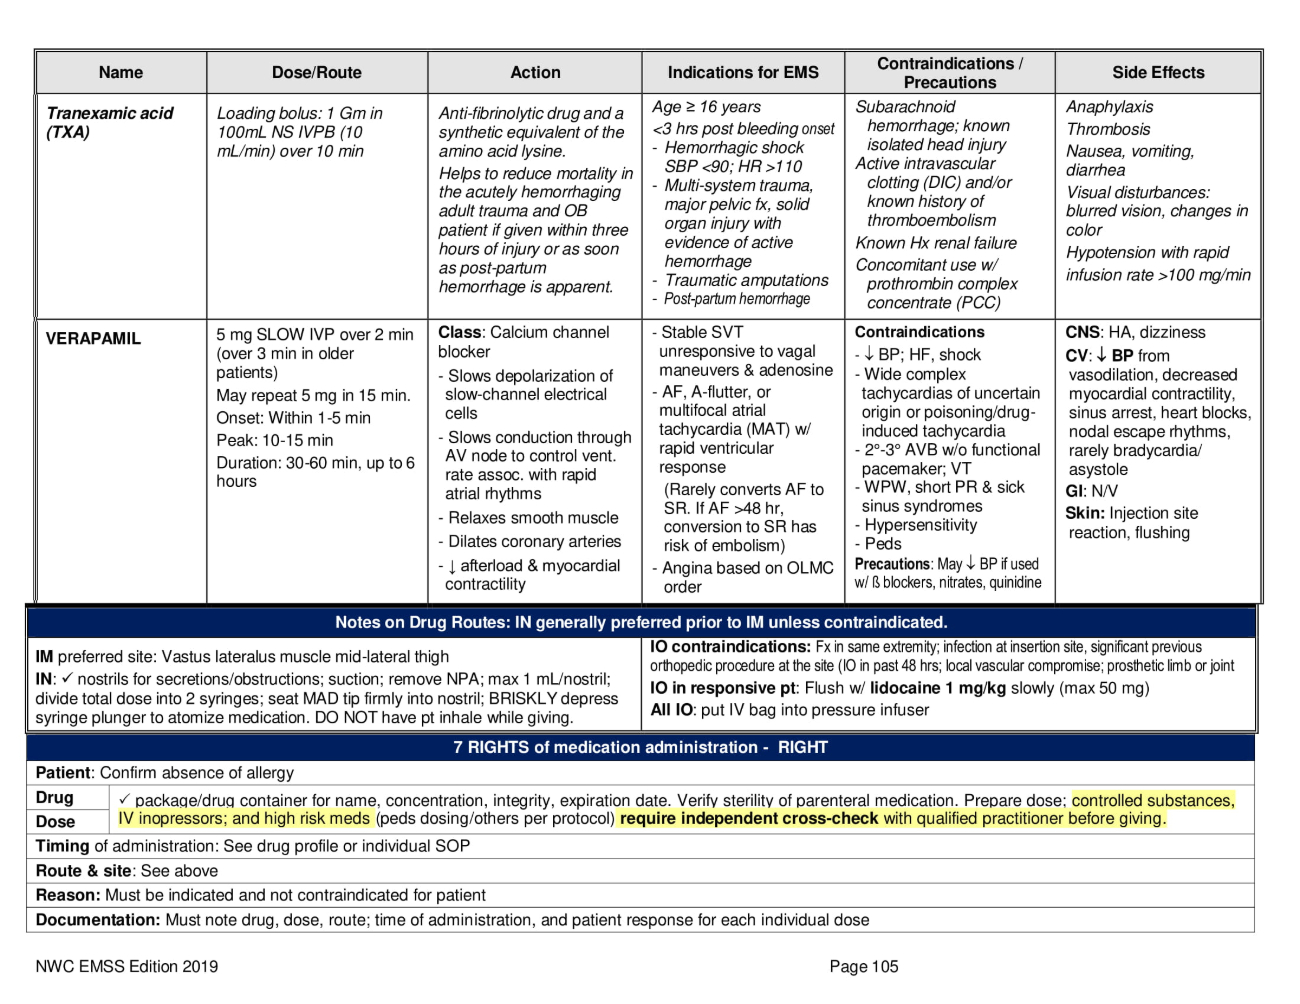 Name
Dose/Route
Action
Indications for EMS
Contraindications /
Precautions
Side Effects
Tranexamic acid
(TXA)
Loading bolus: 1 Gm in
100mL NS IVPB (10
mL/min) over 10 min
Anti-fibrinolytic drug and a
synthetic equivalent of the
amino acid lysine.
Helps to reduce mortality in
the acutely hemorrhaging
adult trauma and OB
patient if given within three
hours of injury or as soon
as post-partum
hemorrhage is apparent.
Age ≥ 16 years
<3 hrs post bleeding onset
- Hemorrhagic shock
SBP <90; HR >110
- Multi-system trauma,
major pelvic fx, solid
organ injury with
evidence of active
hemorrhage
- Traumatic amputations
- Post-partum hemorrhage
Subarachnoid
hemorrhage; known
isolated head injury
Active intravascular
clotting (DIC) and/or
known history of
thromboembolism
Known Hx renal failure
Concomitant use w/
prothrombin complex
concentrate (PCC)
Anaphylaxis
Thrombosis
Nausea, vomiting,
diarrhea
Visual disturbances:
blurred vision, changes in
color
Hypotension with rapid
infusion rate >100 mg/min
VERAPAMIL
5 mg SLOW IVP over 2 min
(over 3 min in older
patients)
May repeat 5 mg in 15 min.
Onset: Within 1-5 min
Peak: 10-15 min
Duration: 30-60 min, up to 6
hours
Class: Calcium channel
blocker
- Slows depolarization of
slow-channel electrical
cells
- Slows conduction through
AV node to control vent.
rate assoc. with rapid
atrial rhythms
- Relaxes smooth muscle
- Dilates coronary arteries
- ↓ afterload & myocardial
contractility
- Stable SVT
unresponsive to vagal
maneuvers & adenosine
- AF, A-flutter, or
multifocal atrial
tachycardia (MAT) w/
rapid ventricular
response
(Rarely converts AF to
SR. If AF >48 hr,
conversion to SR has
risk of embolism)
- Angina based on OLMC
order
Contraindications
- ↓ BP; HF, shock
- Wide complex
tachycardias of uncertain
origin or poisoning/drug-
induced tachycardia
- 2°-3° AVB w/o functional
pacemaker; VT
- WPW, short PR & sick
sinus syndromes
- Hypersensitivity
- Peds
Precautions: May ↓ BP if used
w/ ß blockers, nitrates, quinidine
CNS: HA, dizziness
CV: ↓ BP from
vasodilation, decreased
myocardial contractility,
sinus arrest, heart blocks,
nodal escape rhythms,
rarely bradycardia/
asystole
GI: N/V
Skin: Injection site
reaction, flushing
Notes on Drug Routes: IN generally preferred prior to IM unless contraindicated.
IM preferred site: Vastus lateralus muscle mid-lateral thigh
IN: ✓ nostrils for secretions/obstructions; suction; remove NPA; max 1 mL/nostril;
divide total dose into 2 syringes; seat MAD tip firmly into nostril; BRISKLY depress
syringe plunger to atomize medication. DO NOT have pt inhale while giving.
IO contraindications: Fx in same extremity; infection at insertion site, significant previous
orthopedic procedure at the site (IO in past 48 hrs; local vascular compromise; prosthetic limb or joint
IO in responsive pt: Flush w/ lidocaine 1 mg/kg slowly (max 50 mg)
All IO: put IV bag into pressure infuser
7 RIGHTS of medication administration - RIGHT
Patient: Confirm absence of allergy
Drug
Dose
✓ package/drug container for name, concentration, integrity, expiration date. Verify sterility of parenteral medication. Prepare dose; controlled substances,
IV inopressors; and high risk meds (peds dosing/others per protocol) require independent cross-check with qualified practitioner before giving.
Timing of administration: See drug profile or individual SOP
Route & site: See above
Reason: Must be indicated and not contraindicated for patient
Documentation: Must note drug, dose, route; time of administration, and patient response for each individual dose
NWC EMSS Edition 2019
Page 105